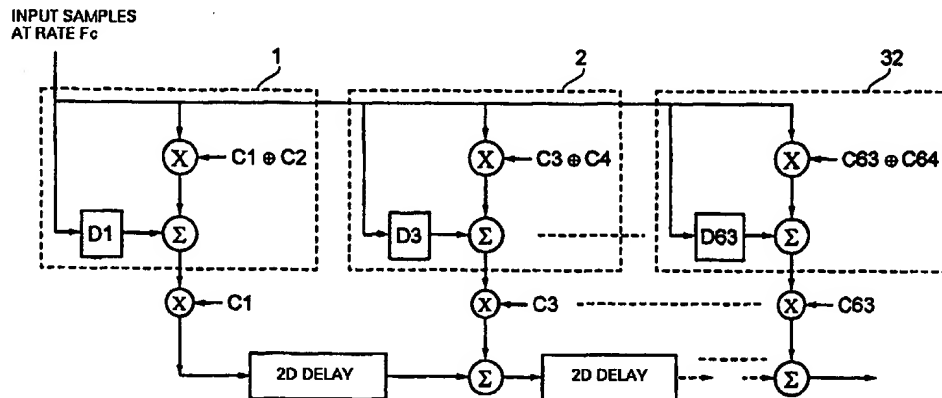 INPUT SAMPLES
AT RATE Fc
1
2
32
X
C1 ⊕ C2
X
C3 ⊕ C4
X
C63 ⊕ C64
D1
Σ
D3
Σ
D63
Σ
X
C1
X
C3
X
C63
2D DELAY
Σ
2D DELAY
Σ